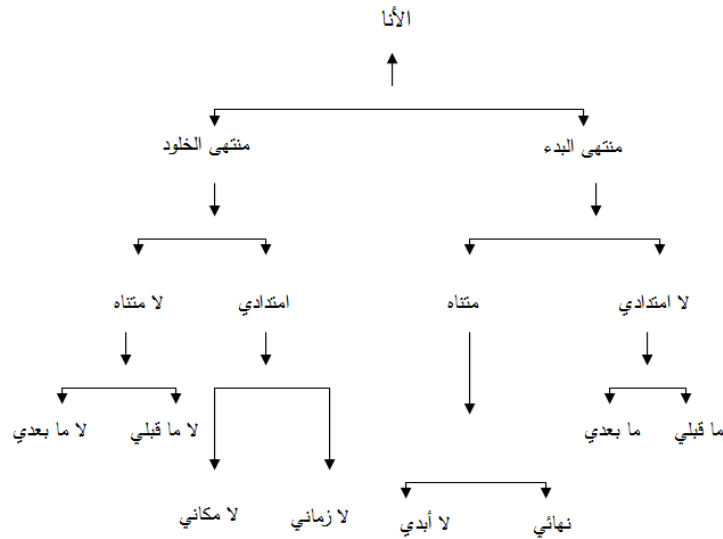 الأنا
منتهى البدء
منتهى الخلود
لا امتدادي
متناه
امتدادي
لا متناه
ما قبلي
ما بعدي
لا ما قبلي
لا ما بعدي
نهائي
لا أبدي
لا زماني
لا مكاني